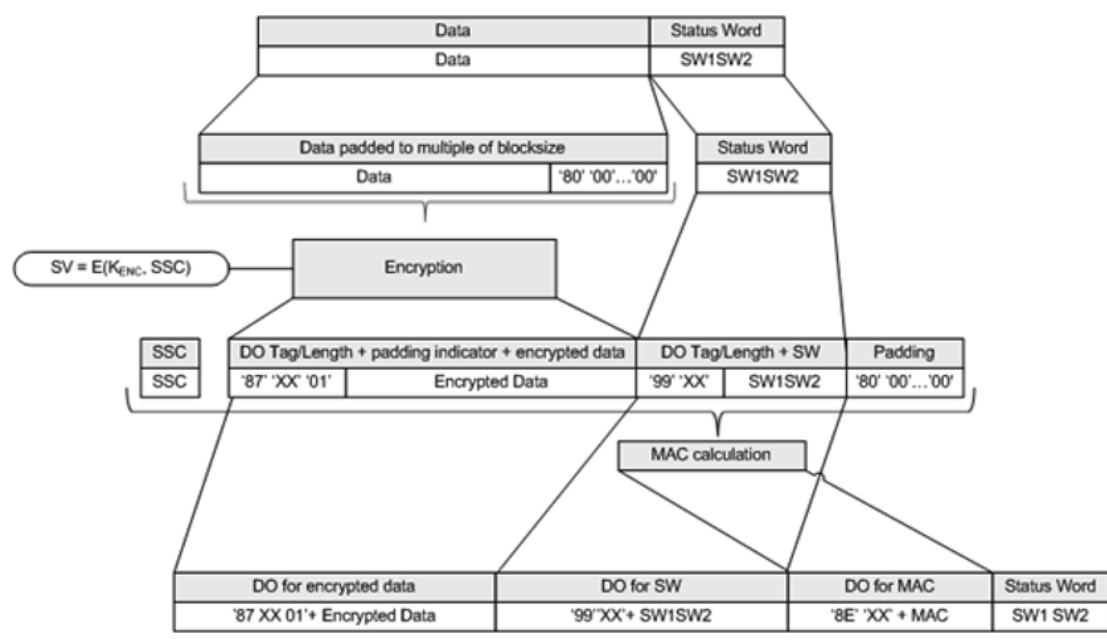 Data Status Word
Data SW1SW2
Data padded to multiple of blocksize Status Word
Data '80' '00'...'00' SW1SW2
SV = E(KENC, SSC) Encryption
SSC DO Tag/Length + padding indicator + encrypted data DO Tag/Length + SW Padding
SSC '87' 'XX' '01' Encrypted Data '99' 'XX' SW1SW2 '80' '00'...'00'
MAC calculation
DO for encrypted data DO for SW DO for MAC Status Word
'87 XX 01'+ Encrypted Data '99''XX'+ SW1SW2 '8E' 'XX' + MAC SW1 SW2